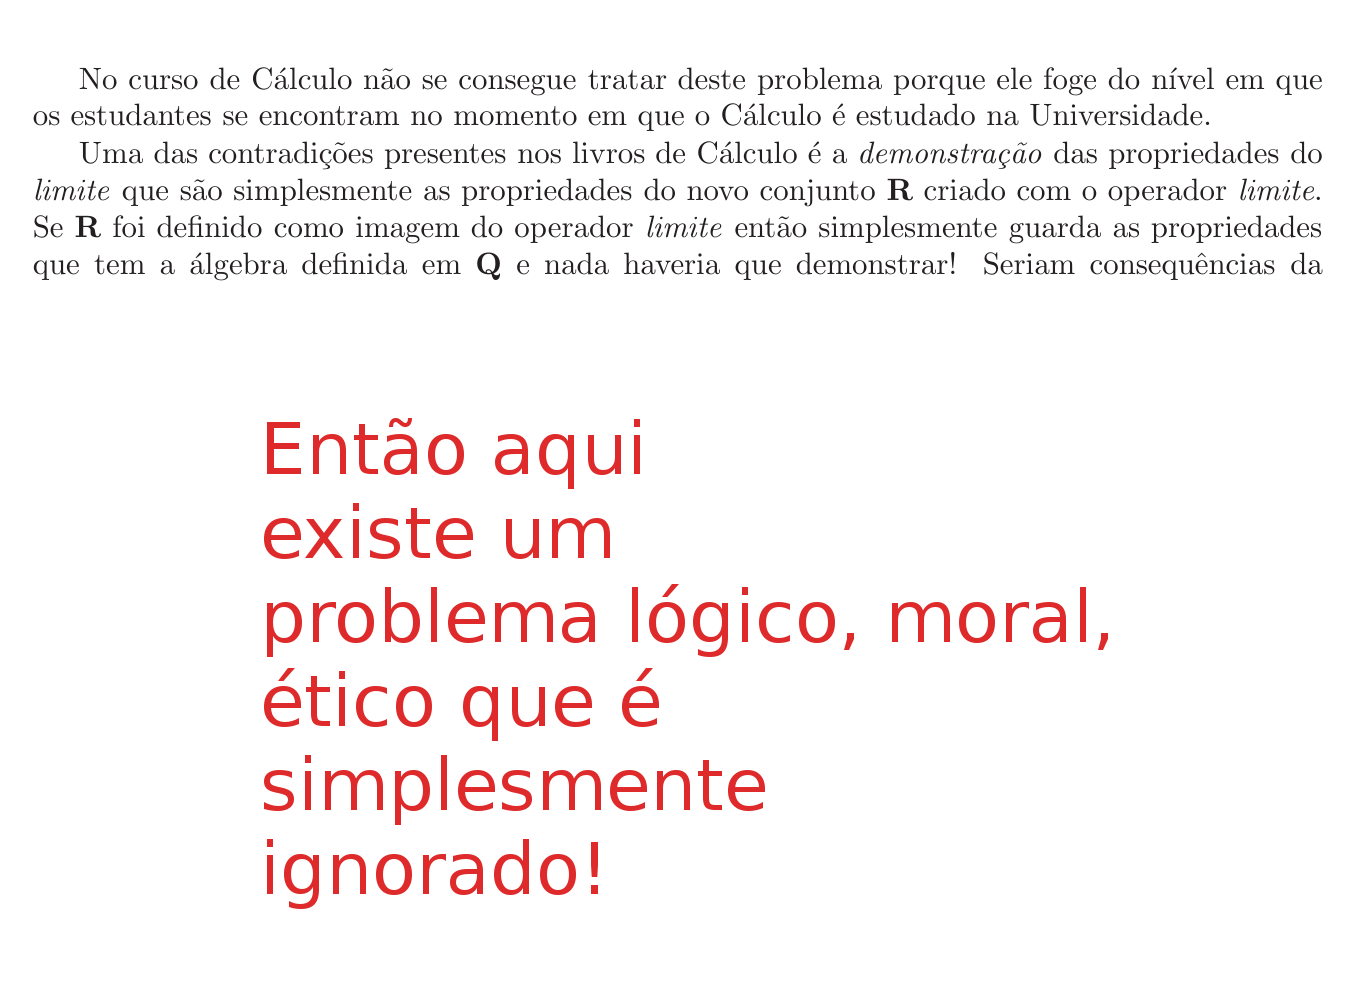 No curso de Cálculo não se consegue tratar deste problema porque ele foge do nível em que
os estudantes se encontram no momento em que o Cálculo é estudado na Universidade.
Uma das contradições presentes nos livros de Cálculo é a demonstração das propriedades do
limite que são simplesmente as propriedades do novo conjunto R criado com o operador limite.
Se R foi definido como imagem do operador limite então simplesmente guarda as propriedades
que tem a álgebra definida em Q e nada haveria que demonstrar! Seriam consequências da
Então aqui
existe um
problema lógico, moral,
ético que é
simplesmente
ignorado!